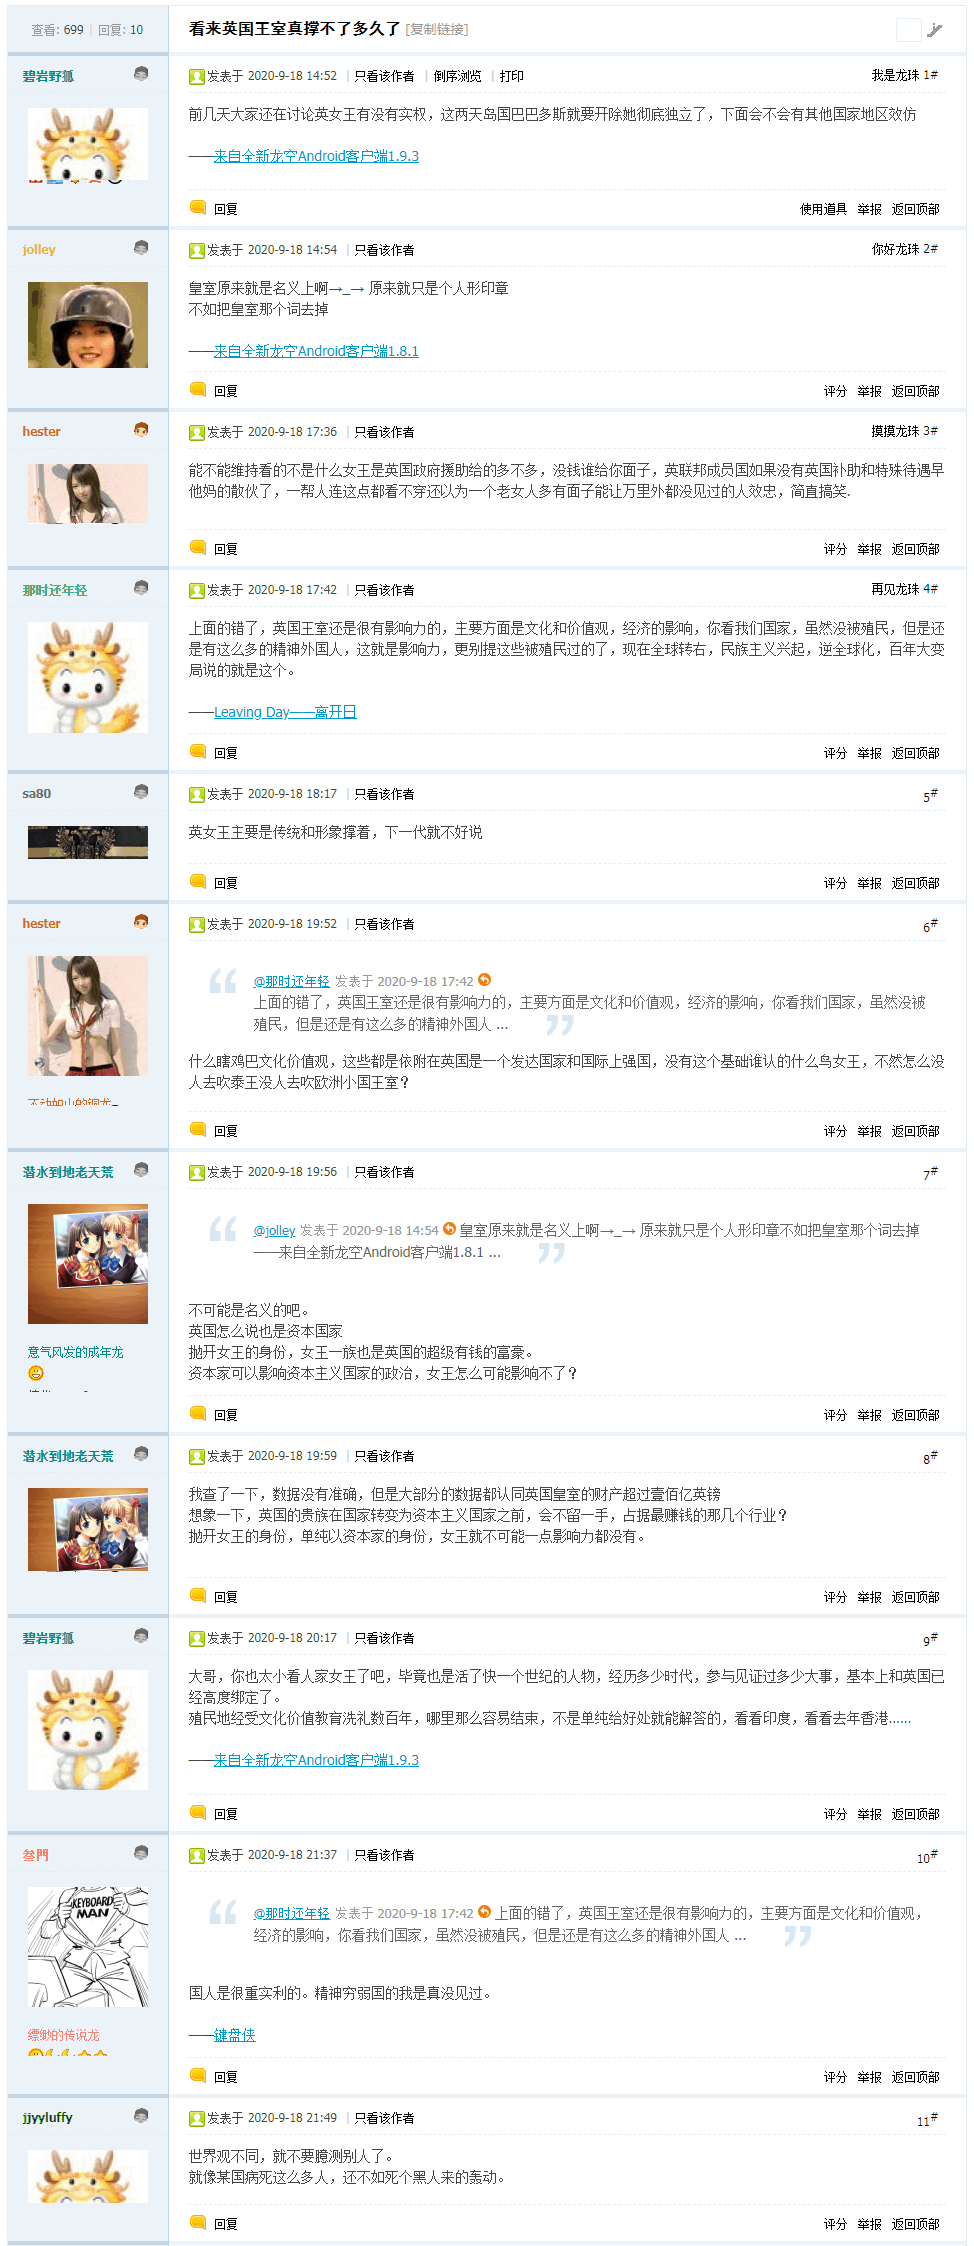 查看: 699 | 回复: 10
看来英国王室真撑不了多久了 [复制链接]
碧岩野狐
发表于 2020-9-18 14:52 | 只看该作者 | 倒序浏览 | 打印
我是龙珠 1#
前几天大家还在讨论英女王有没有实权，这两天岛国巴巴多斯就要开除她彻底独立了，下面会不会有其他国家地区效仿
——来自全新龙空Android客户端1.9.3
回复
使用道具 举报 返回顶部
jolley
发表于 2020-9-18 14:54 | 只看该作者
你好龙珠 2#
皇室原来就是名义上啊→_→ 原来就只是个人形印章
不如把皇室那个词去掉
——来自全新龙空Android客户端1.8.1
回复
评分 举报 返回顶部
hester
发表于 2020-9-18 17:36 | 只看该作者
摸摸龙珠 3#
能不能维持看的不是什么女王是英国政府援助给的多不多，没钱谁给你面子，英联邦成员国如果没有英国补助和特殊待遇早
他妈的散伙了，一帮人连这点都看不穿还以为一个老女人多有面子能让万里外都没见过的人效忠，简直搞笑.
回复
评分 举报 返回顶部
那时还年轻
发表于 2020-9-18 17:42 | 只看该作者
再见龙珠 4#
上面的错了，英国王室还是很有影响力的，主要方面是文化和价值观，经济的影响，你看我们国家，虽然没被殖民，但是还
是有这么多的精神外国人，这就是影响力，更别提这些被殖民过的了，现在全球转右，民族主义兴起，逆全球化，百年大变
局说的就是这个。
——Leaving Day——离开日
回复
评分 举报 返回顶部
sa80
发表于 2020-9-18 18:17 | 只看该作者
5#
英女王主要是传统和形象撑着，下一代就不好说
回复
评分 举报 返回顶部
hester
发表于 2020-9-18 19:52 | 只看该作者
6#
@那时还年轻 发表于 2020-9-18 17:42
上面的错了，英国王室还是很有影响力的，主要方面是文化和价值观，经济的影响，你看我们国家，虽然没被
殖民，但是还是有这么多的精神外国人 ...
什么瞎鸡巴文化价值观，这些都是依附在英国是一个发达国家和国际上强国，没有这个基础谁认的什么鸟女王，不然怎么没
人去吹泰王没人去吹欧洲小国王室？
不动如山的铜龙
回复
评分 举报 返回顶部
潜水到地老天荒
发表于 2020-9-18 19:56 | 只看该作者
7#
@jolley 发表于 2020-9-18 14:54 皇室原来就是名义上啊→_→ 原来就只是个人形印章不如把皇室那个词去掉
——来自全新龙空Android客户端1.8.1 ...
不可能是名义的吧。
英国怎么说也是资本国家
抛开女王的身份，女王一族也是英国的超级有钱的富豪。
资本家可以影响资本主义国家的政治，女王怎么可能影响不了？
意气风发的成年龙
回复
评分 举报 返回顶部
潜水到地老天荒
发表于 2020-9-18 19:59 | 只看该作者
8#
我查了一下，数据没有准确，但是大部分的数据都认同英国皇室的财产超过壹佰亿英镑
想象一下，英国的贵族在国家转变为资本主义国家之前，会不留一手，占据最赚钱的那几个行业？
抛开女王的身份，单纯以资本家的身份，女王就不可能一点影响力都没有。
回复
评分 举报 返回顶部
碧岩野狐
发表于 2020-9-18 20:17 | 只看该作者
9#
大哥，你也太小看人家女王了吧，毕竟也是活了快一个世纪的人物，经历多少时代，参与见证过多少大事，基本上和英国已
经高度绑定了。
殖民地经受文化价值教育洗礼数百年，哪里那么容易结束，不是单纯给好处就能解答的，看看印度，看看去年香港......
——来自全新龙空Android客户端1.9.3
回复
评分 举报 返回顶部
叁門
发表于 2020-9-18 21:37 | 只看该作者
10#
KEYBOARD
MAN
@那时还年轻 发表于 2020-9-18 17:42 上面的错了，英国王室还是很有影响力的，主要方面是文化和价值观，
经济的影响，你看我们国家，虽然没被殖民，但是还是有这么多的精神外国人 ...
国人是很重实利的。精神穷弱国的我是真没见过。
——键盘侠
缥缈的传说龙
回复
评分 举报 返回顶部
jjyyluffy
发表于 2020-9-18 21:49 | 只看该作者
11#
世界观不同，就不要臆测别人了。
就像某国病死这么多人，还不如死个黑人来的轰动。
回复
评分 举报 返回顶部